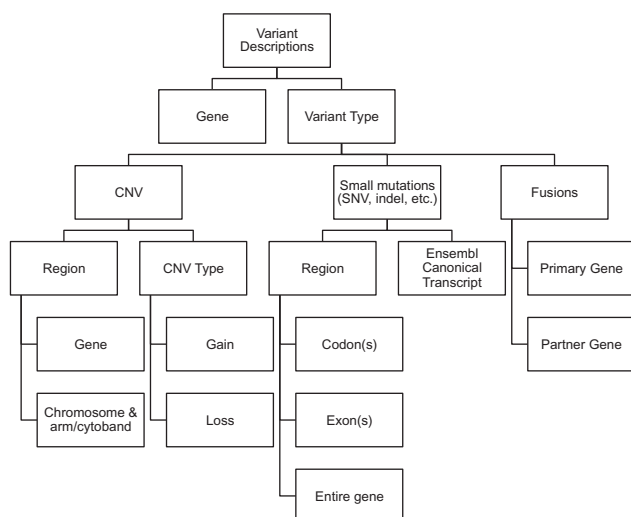 Variant
Descriptions
Gene
Variant Type
CNV
Small mutations
(SNV, indel, etc.)
Fusions
Region
CNV Type
Region
Ensembl
Canonical
Transcript
Primary Gene
Gene
Gain
Codon(s)
Partner Gene
Chromosome &
arm/cytoband
Loss
Exon(s)
Entire gene